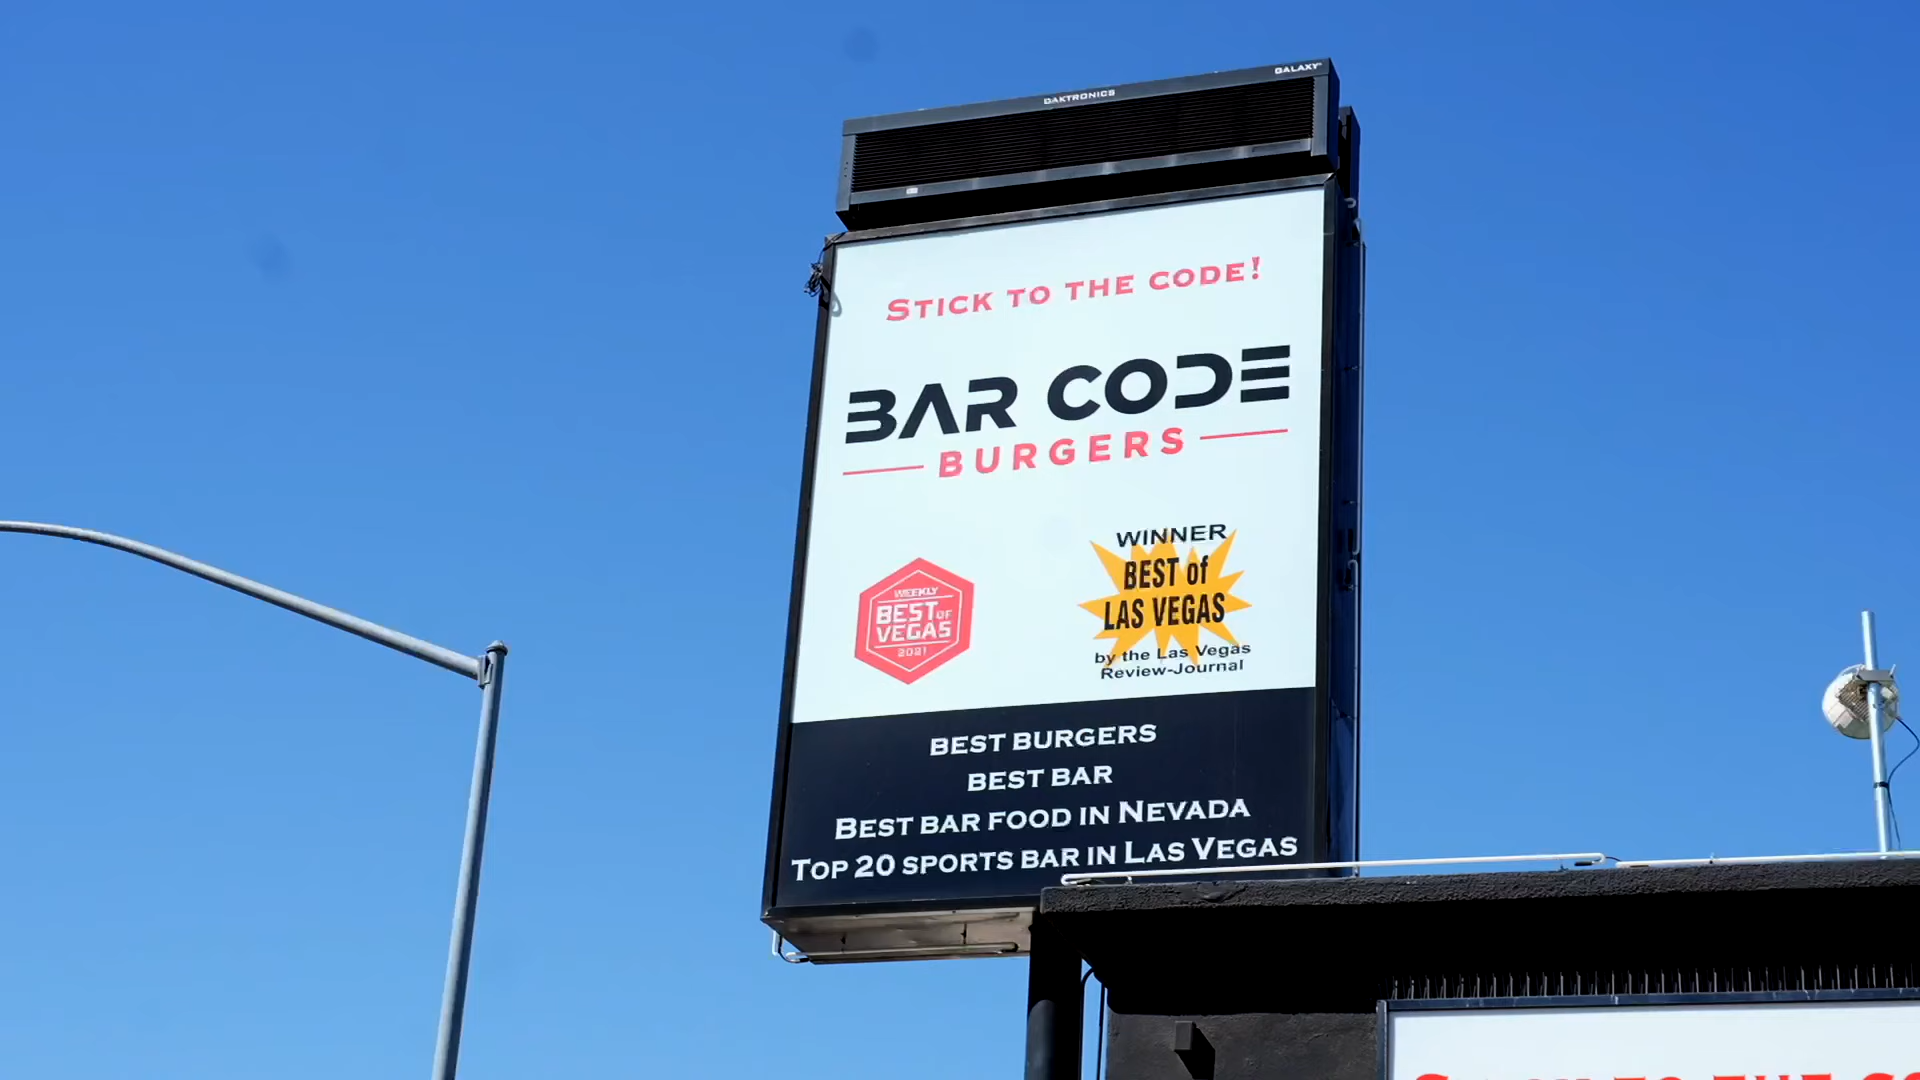 DAKTRONICS
GALAXY
STICK TO THE CODE!
BAR CODE
BURGERS
WEEKLY
BEST OF
VEGAS
2021
WINNER
BEST of
LAS VEGAS
by the Las Vegas
Review-Journal
BEST BURGERS
BEST BAR
BEST BAR FOOD IN NEVADA
TOP 20 SPORTS BAR IN LAS VEGAS